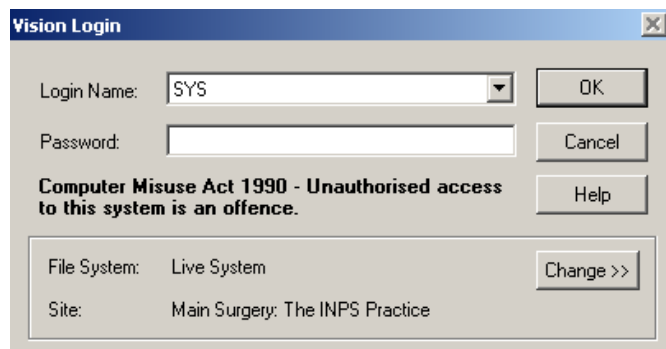 Vision Login
Login Name: SYS OK
Password: Cancel
Computer Misuse Act 1990 - Unauthorised access
to this system is an offence.
Help
File System: Live System Change >>
Site: Main Surgery: The INPS Practice